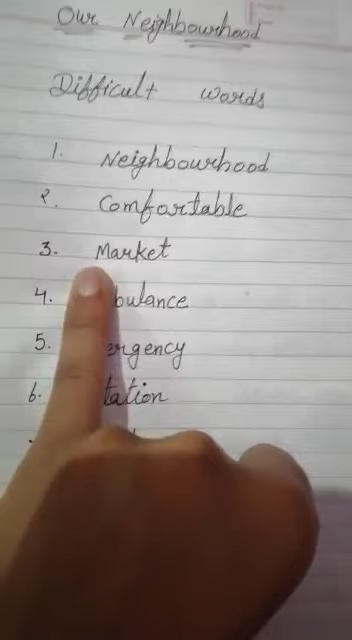 Our Neighbourhood
Difficult words
1. Neighbourhood
2. Comfortable
3. Market
4. bulance
5. ergency
6. tation